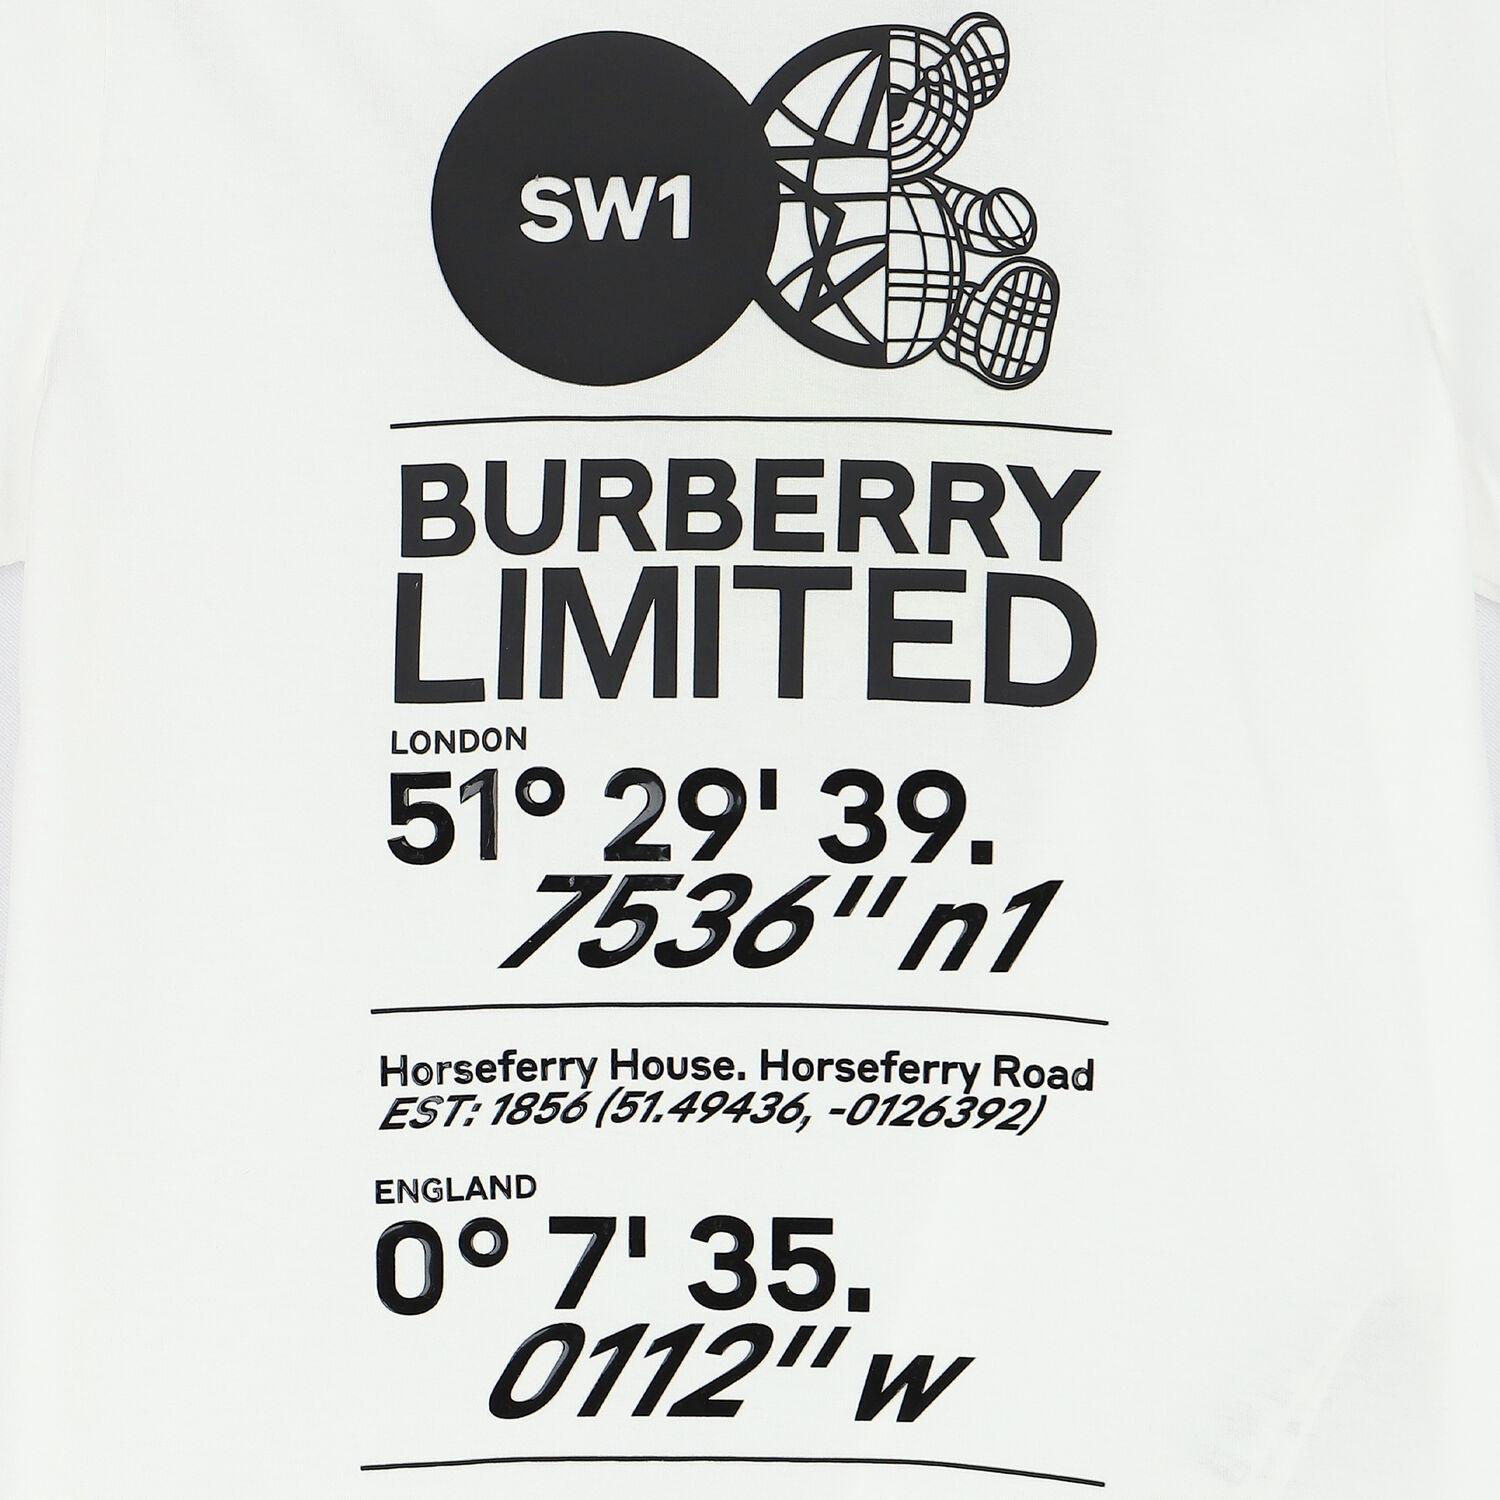 SW1
BURBERRY
LIMITED
LONDON
51° 29' 39.
7536" n1
Horseferry House. Horseferry Road
EST: 1856 (51.49436, -0126392)
ENGLAND
0° 7' 35.
0112" w